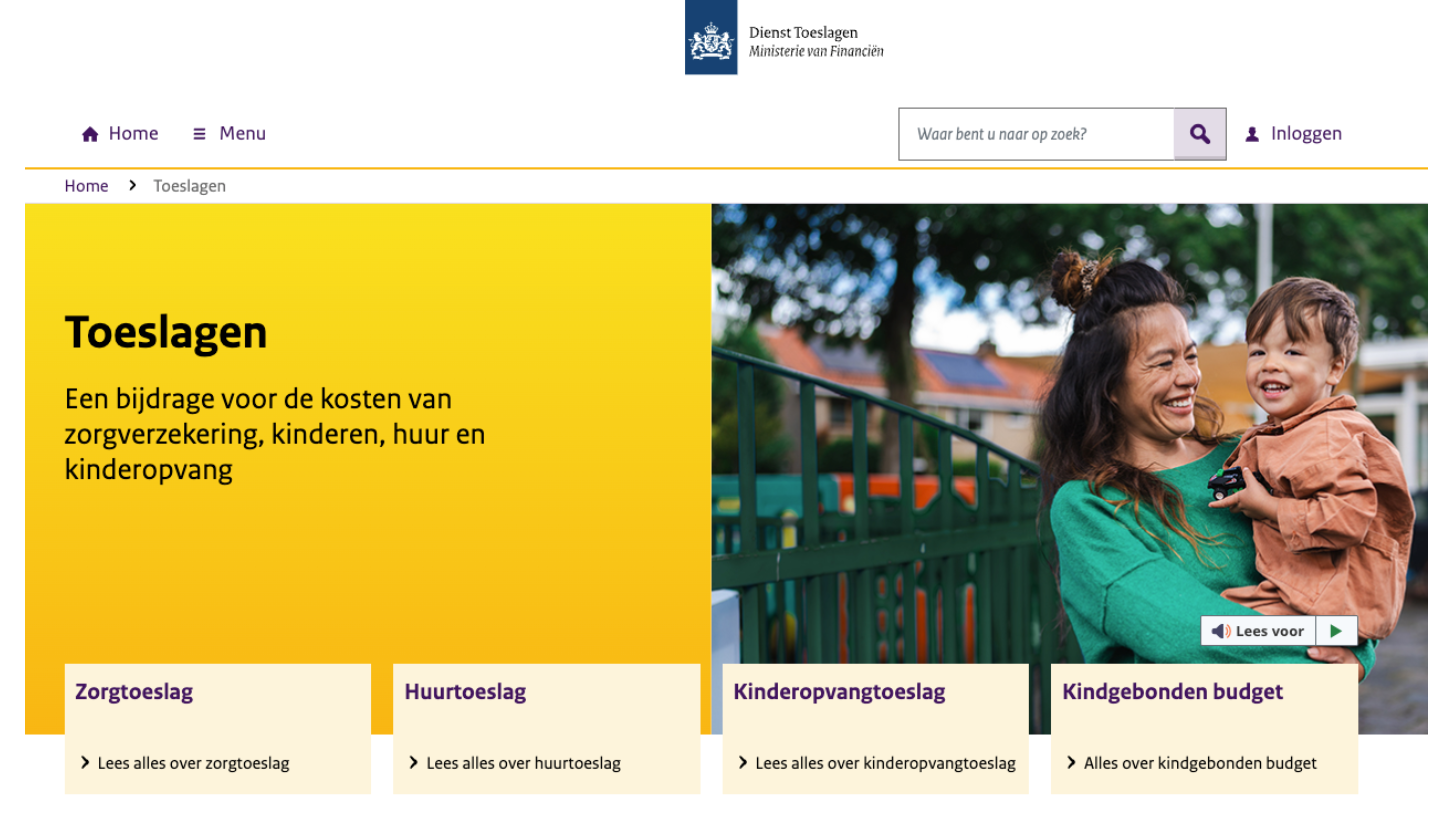 Dienst Toeslagen
Ministerie van Financiën
Home
Menu
Waar bent u naar op zoek?
Inloggen
Home
Toeslagen
Toeslagen
Een bijdrage voor de kosten van
zorgverzekering, kinderen, huur en
kinderopvang
Lees voor
Zorgtoeslag
Huurtoeslag
Kinderopvangtoeslag
Kindgebonden budget
Lees alles over zorgtoeslag
Lees alles over huurtoeslag
Lees alles over kinderopvangtoeslag
Alles over kindgebonden budget